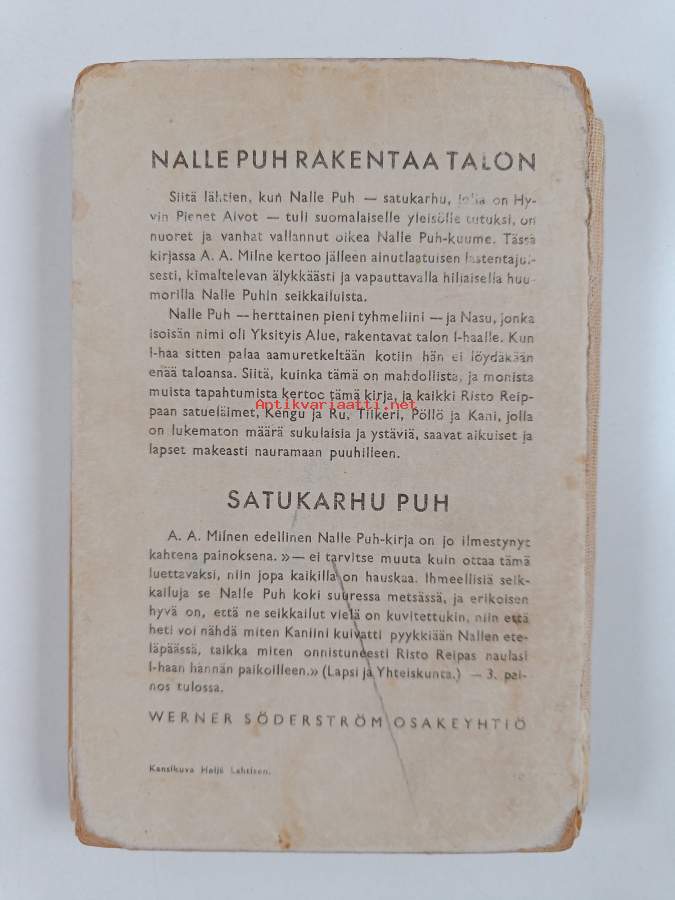 NALLE PUH RAKENTAA TALON
Siitä lähtien, kun Nalle Puh — satukarhu, jolla on Hy-
vin Pienet Aivot — tuli suomalaiselle yleisölle tutuksi, on
nuoret ja vanhat vallannut oikea Nalle Puh-kuume. Tässä
kirjassa A. A. Milne kertoo jälleen ainutlaatuisen lastentajui-
sesti, kimaltelevan älykkäästi ja vapauttavalla hiljaisella huu-
morilla Nalle Puhin seikkailuista.
Nalle Puh — herttainen pieni tyhmeliini — ja Nasu, jonka
isoisän nimi oli Yksityis Alue, rakentavat talon I-haalle. Kun
I-haa sitten palaa aamuretkeltään kotiin hän ei löydäkään
enää taloansa. Siitä, kuinka tämä on mahdollista, ja monista
muista tapahtumista kertoo tämä kirja, ja kaikki Risto Reip-
Aptikvariaatti.net
paan satueläimet, Kengu ja Ru, Tiikeri, Pöllö ja Kani, jolla
on lukematon määrä sukulaisia ja ystäviä, saavat aikuiset ja
lapset makeasti nauramaan puuhilleen.
SATUKARHU PUH
A. A. Milnen edellinen Nalle Puh-kirja on jo ilmestynyt
kahtena painoksena. » — ei tarvitse muuta kuin ottaa tämä
luettavaksi, niin jopa kaikilla on hauskaa. Ihmeellisiä seik-
kailuja se Nalle Puh koki suuressa metsässä, ja erikoisen
hyvä on, että ne seikkailut vielä on kuvitettukin, niin että
heti voi nähdä miten Kaniini kuivatti pyykkiään Nallen ete-
läpäässä, taikka miten onnistuneesti Risto Reipas naulasi
I-haan hännän paikoilleen.» (Lapsi ja Yhteiskunta.) — 3. pai-
nos tulossa.
WERNER SÖDERSTRÖM OSAKEYHTIÖ
Kansikuva Heljä Lahtisen.